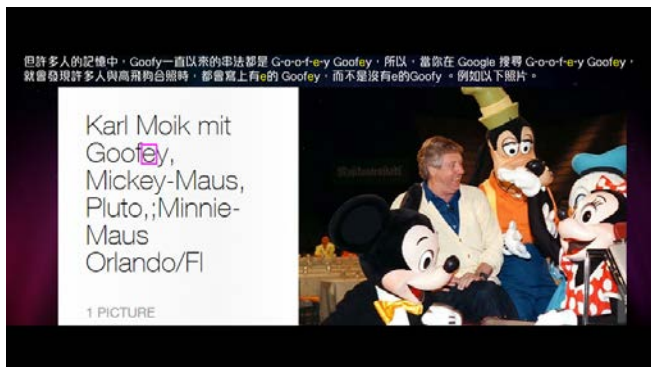 但許多人的記憶中，Goofy一直以來的串法都是 G-o-o-f-e-y Goofey，所以，當你在 Google 搜尋 G-o-o-f-e-y Goofey，
就會發現許多人與高飛狗合照時，都會寫上有e的 Goofey，而不是沒有e的Goofy 。例如以下照片。
Karl Moik mit
Goofey,
Mickey-Maus,
Pluto,;Minnie-
Maus
Orlando/Fl
1 PICTURE